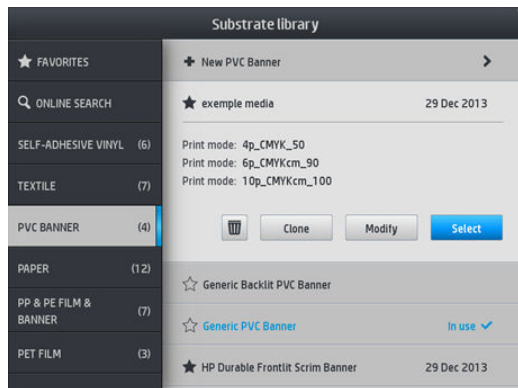 Substrate library
FAVORITES
ONLINE SEARCH
SELF-ADHESIVE VINYL (6)
TEXTILE (7)
PVC BANNER (4)
PAPER (12)
PP & PE FILM &
BANNER (7)
PET FILM (3)
New PVC Banner
exemple media 29 Dec 2013
Print mode: 4p_CMYK_50
Print mode: 6p_CMYKcm_90
Print mode: 10p_CMYKcm_100
Clone Modify Select
Generic Backlit PVC Banner
Generic PVC Banner In use
HP Durable Frontlit Scrim Banner 29 Dec 2013